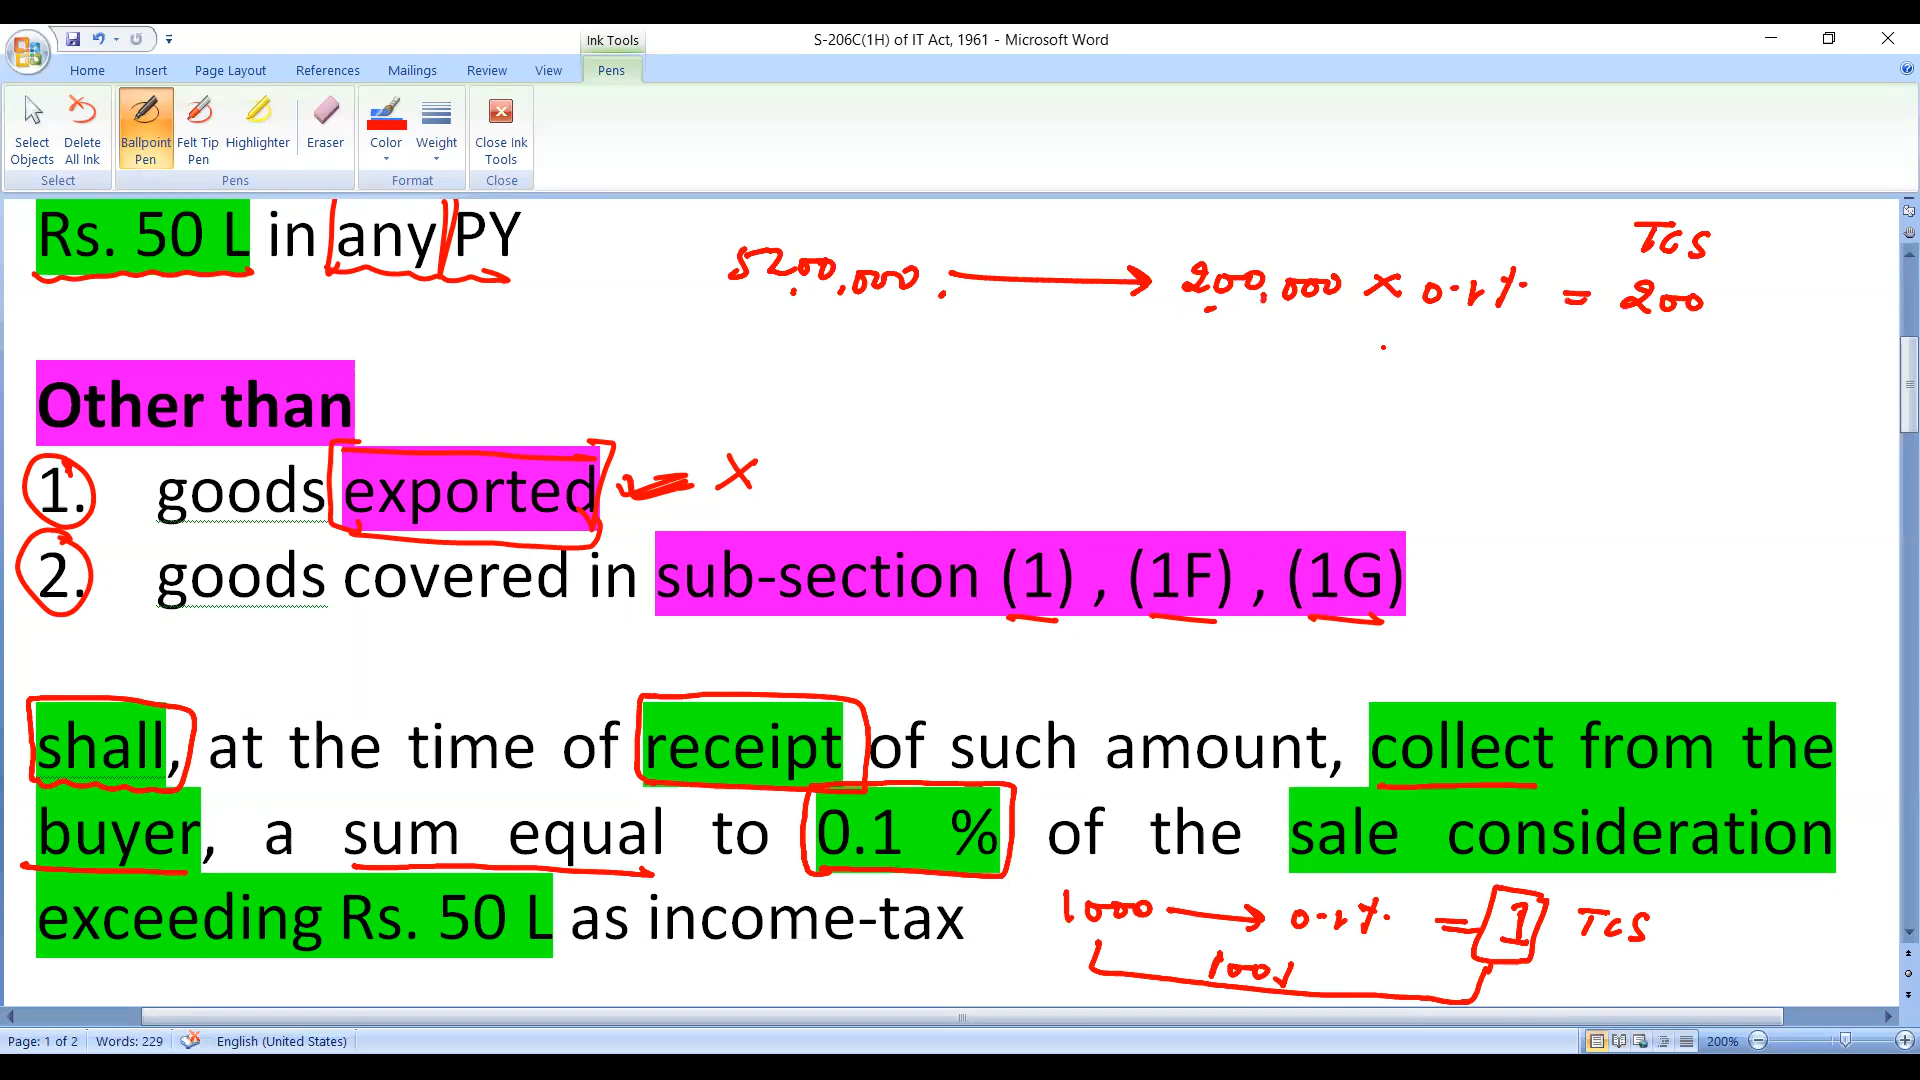 Ink Tools
S-206C(1H) of IT Act, 1961 - Microsoft Word
Home Insert Page Layout References Mailings Review View Pens
Select Objects
Delete All Ink
Ballpoint Pen
Felt Tip Pen
Highlighter
Eraser
Color
Weight
Close Ink Tools
Select Pens Format Close
Rs. 50 L in any PY
TCS
5200,000 200,000 x 0.1% = 200
Other than
1. goods exported x
2. goods covered in sub-section (1) , (1F) , (1G)
shall, at the time of receipt of such amount, collect from the
buyer, a sum equal to 0.1 % of the sale consideration
exceeding Rs. 50 L as income-tax
1000 0.1% = 1 TCS
1001
Page: 1 of 2 Words: 229 English (United States) 200%